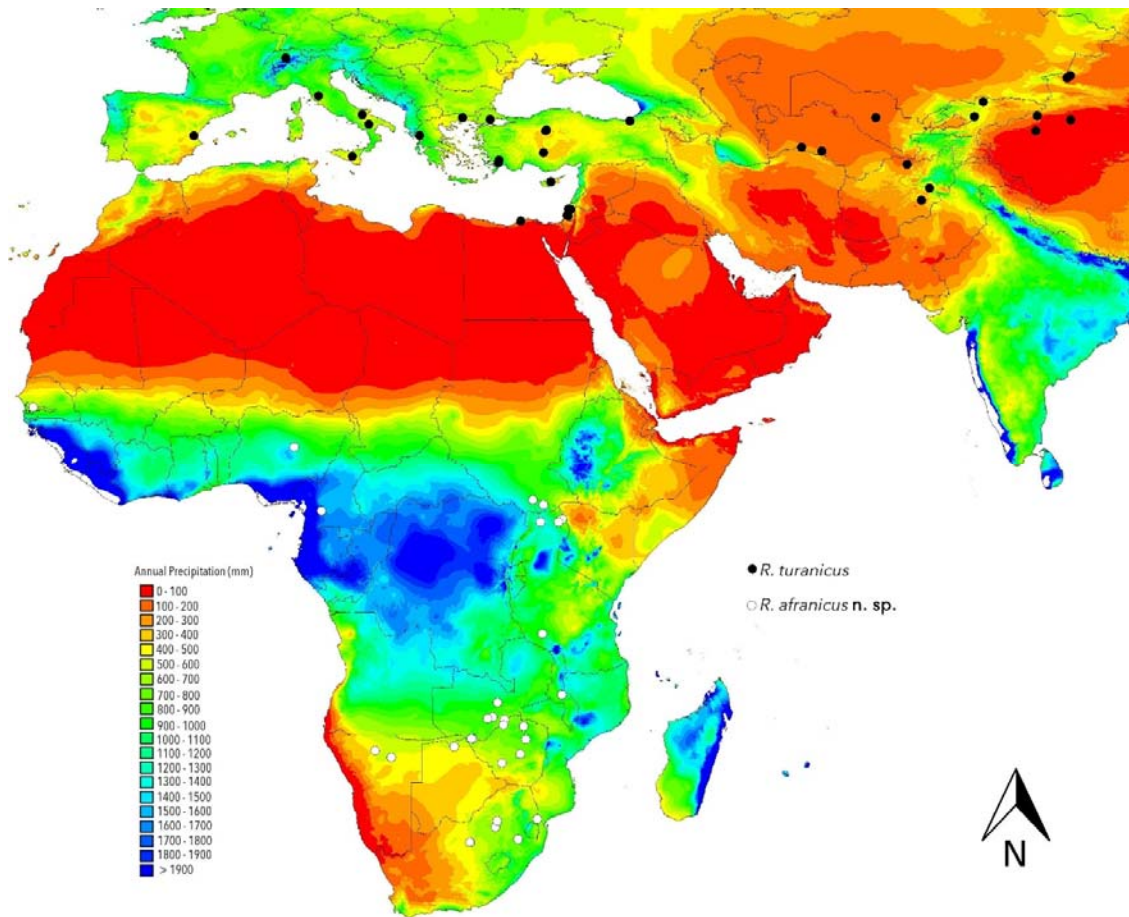 Annual Precipitation (mm)
0 - 100
100 - 200
200 - 300
300 - 400
400 - 500
500 - 600
600 - 700
700 - 800
800 - 900
900 - 1000
1000 - 1100
1100 - 1200
1200 - 1300
1300 - 1400
1400 - 1500
1500 - 1600
1600 - 1700
1700 - 1800
1800 - 1900
> 1900
R. turanicus
R. afranicus n. sp.
N